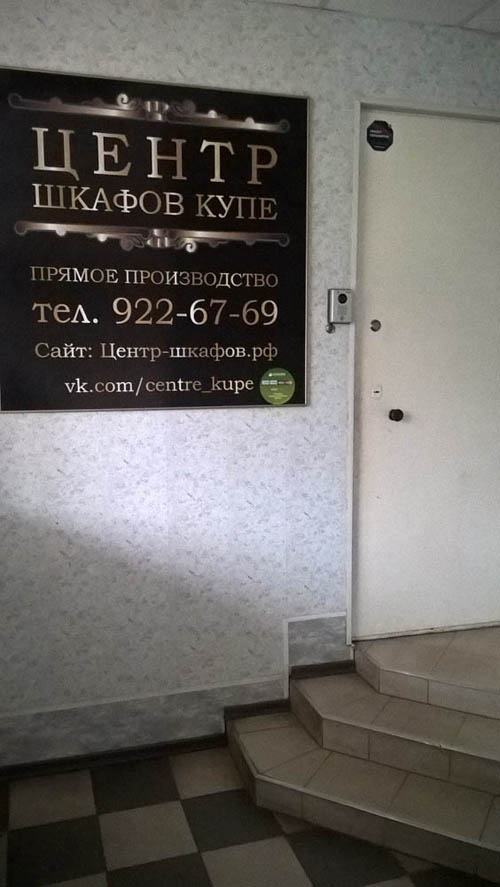 ЦЕНТР
ШКАФОВ КУПЕ
ПРЯМОЕ ПРОИЗВОДСТВО
тел. 922-67-69
Сайт: Центр-шкафов.рф
vk.com/centre_kupe